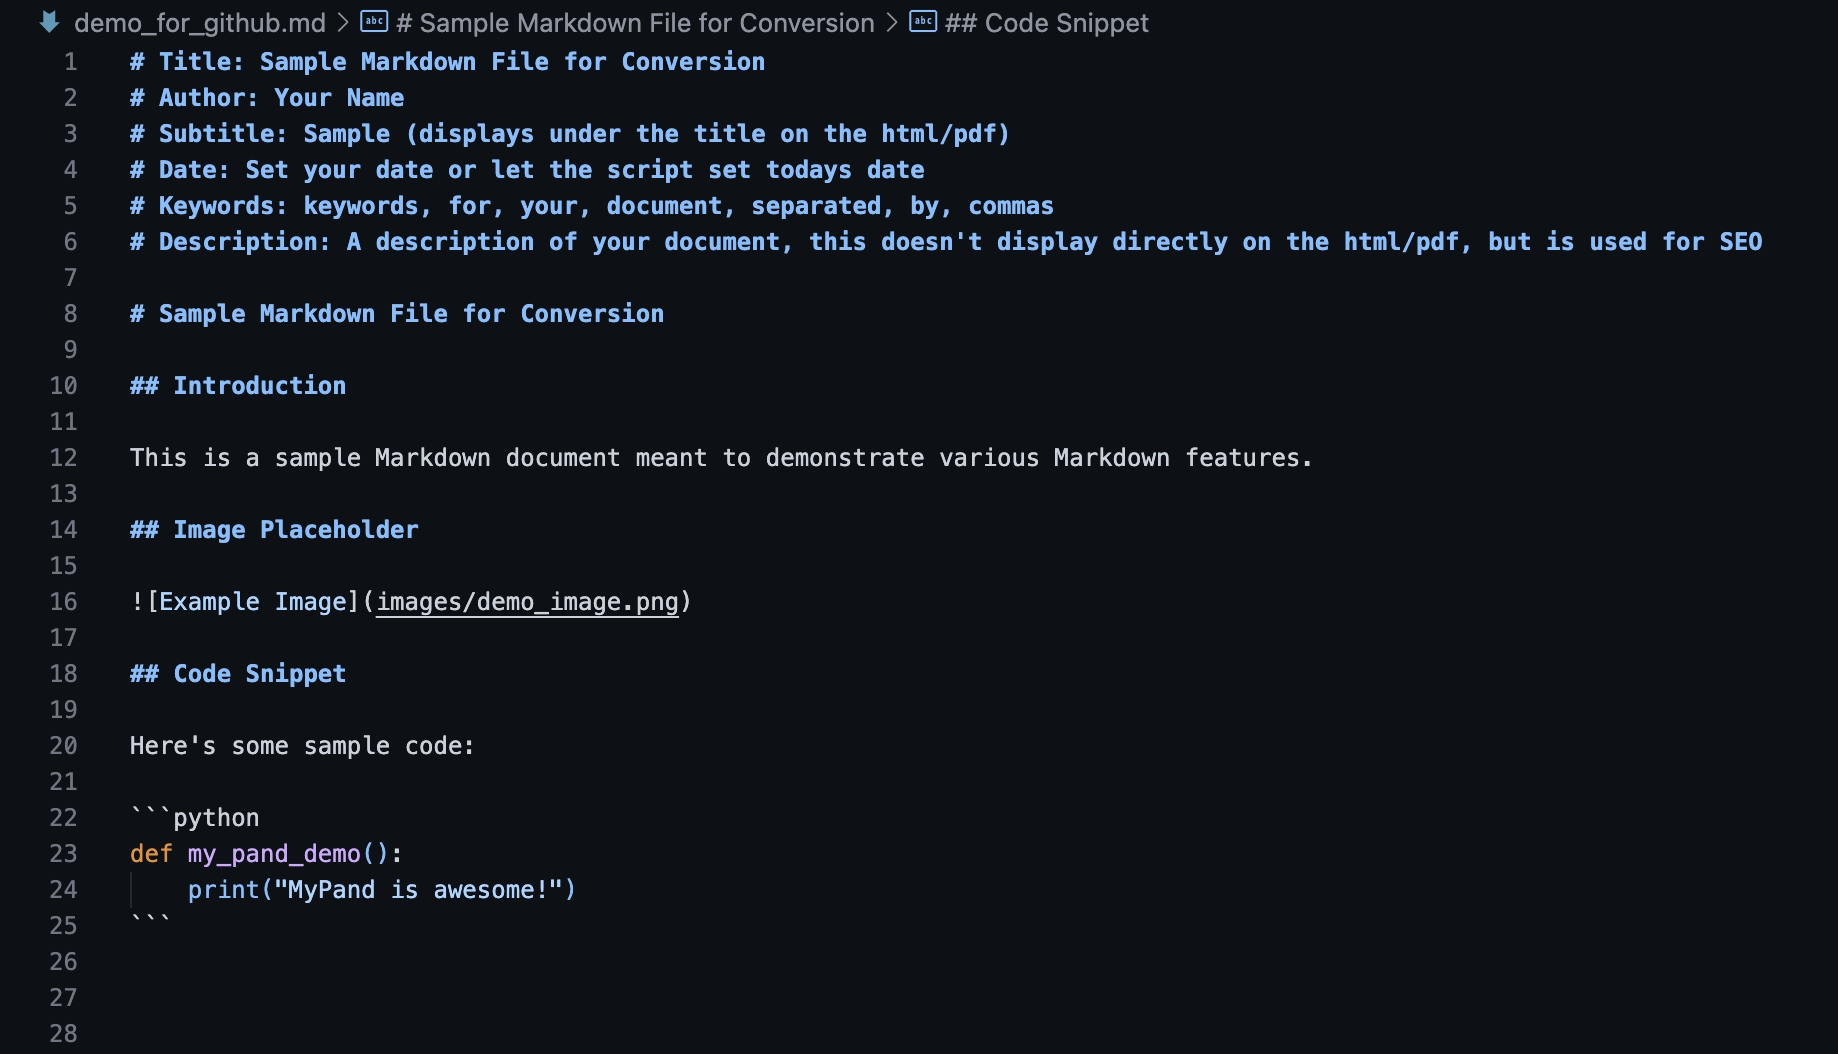 demo_for_github.md > # Sample Markdown File for Conversion > ## Code Snippet
1 # Title: Sample Markdown File for Conversion
2 # Author: Your Name
3 # Subtitle: Sample (displays under the title on the html/pdf)
4 # Date: Set your date or let the script set todays date
5 # Keywords: keywords, for, your, document, separated, by, commas
6 # Description: A description of your document, this doesn't display directly on the html/pdf, but is used for SEO
7
8 # Sample Markdown File for Conversion
9
10 ## Introduction
11
12 This is a sample Markdown document meant to demonstrate various Markdown features.
13
14 ## Image Placeholder
15
16 ![Example Image](images/demo_image.png)
17
18 ## Code Snippet
19
20 Here's some sample code:
21
22 ```python
23 def my_pand_demo():
24     print("MyPand is awesome!")
25 ```
26
27
28